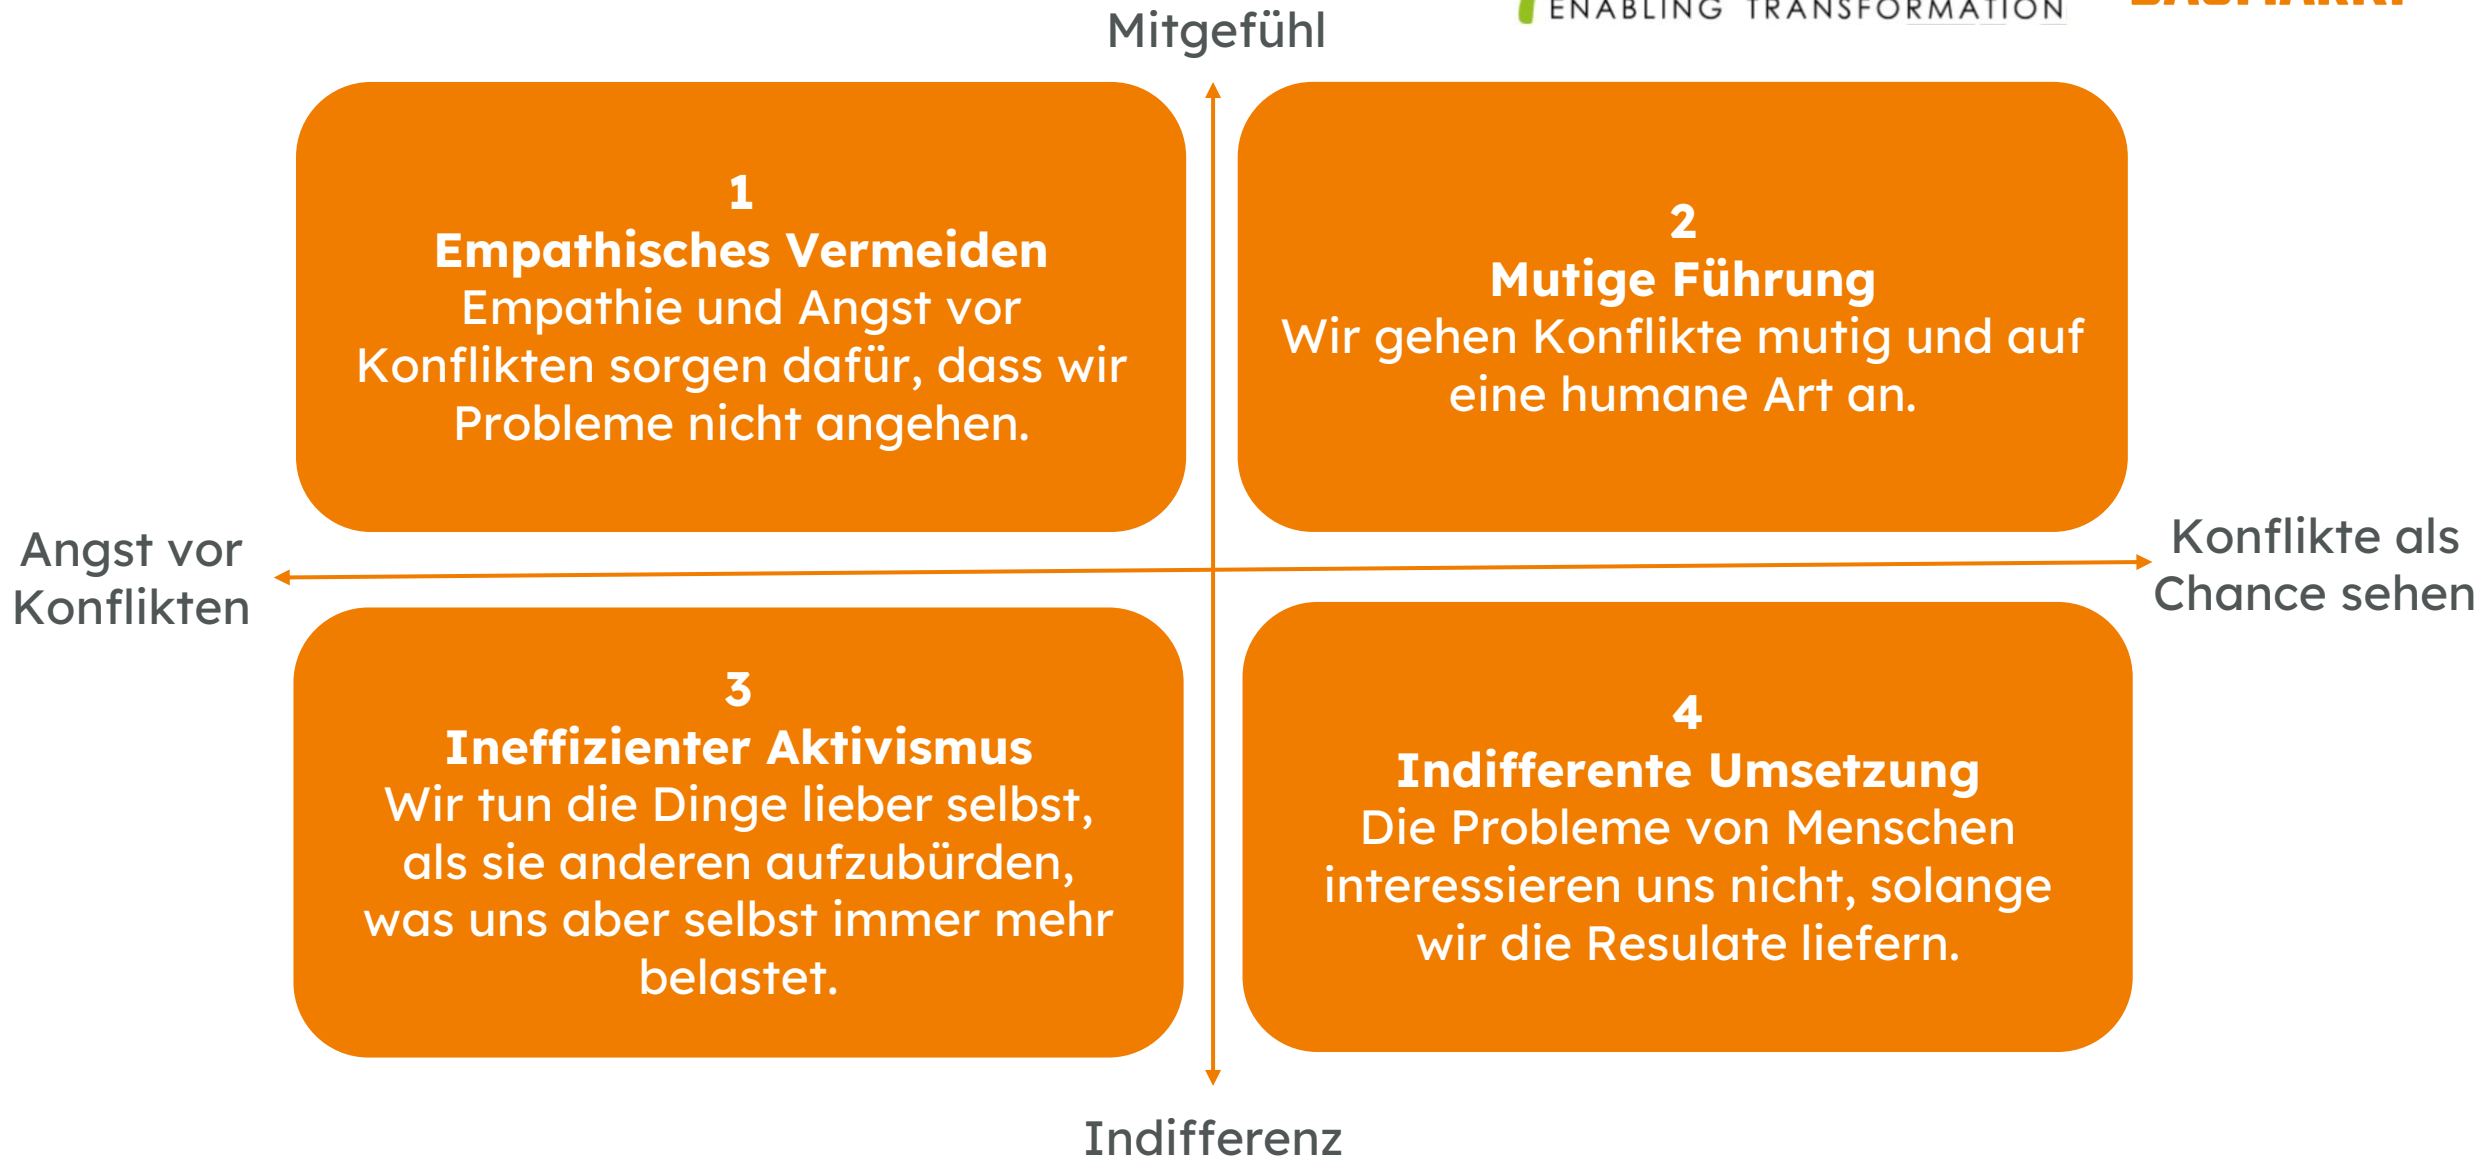 ENABLING TRANSFORMATION
Mitgefühl
1
Empathisches Vermeiden
Empathie und Angst vor
Konflikten sorgen dafür, dass wir
Probleme nicht angehen.
2
Mutige Führung
Wir gehen Konflikte mutig und auf
eine humane Art an.
Angst vor
Konflikten
Konflikte als
Chance sehen
3
Ineffizienter Aktivismus
Wir tun die Dinge lieber selbst,
als sie anderen aufzubürden,
was uns aber selbst immer mehr
belastet.
4
Indifferente Umsetzung
Die Probleme von Menschen
interessieren uns nicht, solange
wir die Resulate liefern.
Indifferenz